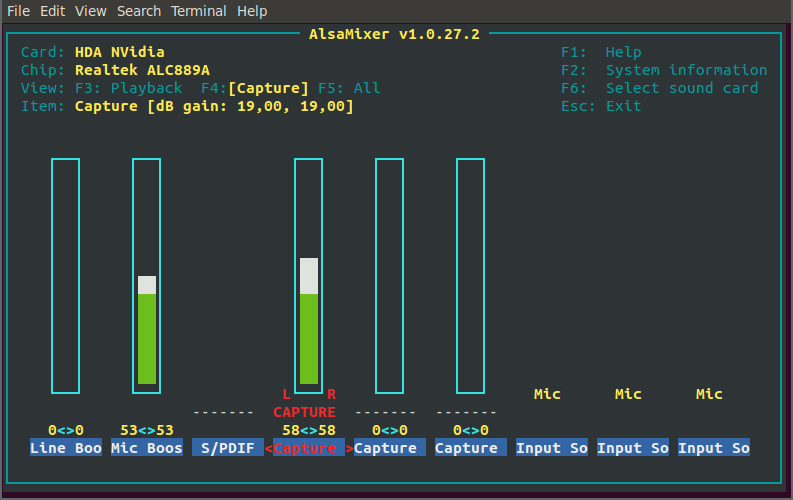 File Edit View Search Terminal Help
AlsaMixer v1.0.27.2
Card: HDA NVidia F1: Help
Chip: Realtek ALC889A F2: System information
View: F3: Playback F4:[Capture] F5: All F6: Select sound card
Item: Capture [dB gain: 19,00, 19,00] Esc: Exit
L R Mic Mic Mic
------- CAPTURE ------- -------
0<>0 53<>53 58<>58 0<>0 0<>0
Line Boo Mic Boos S/PDIF <Capture > Capture Capture Input So Input So Input So